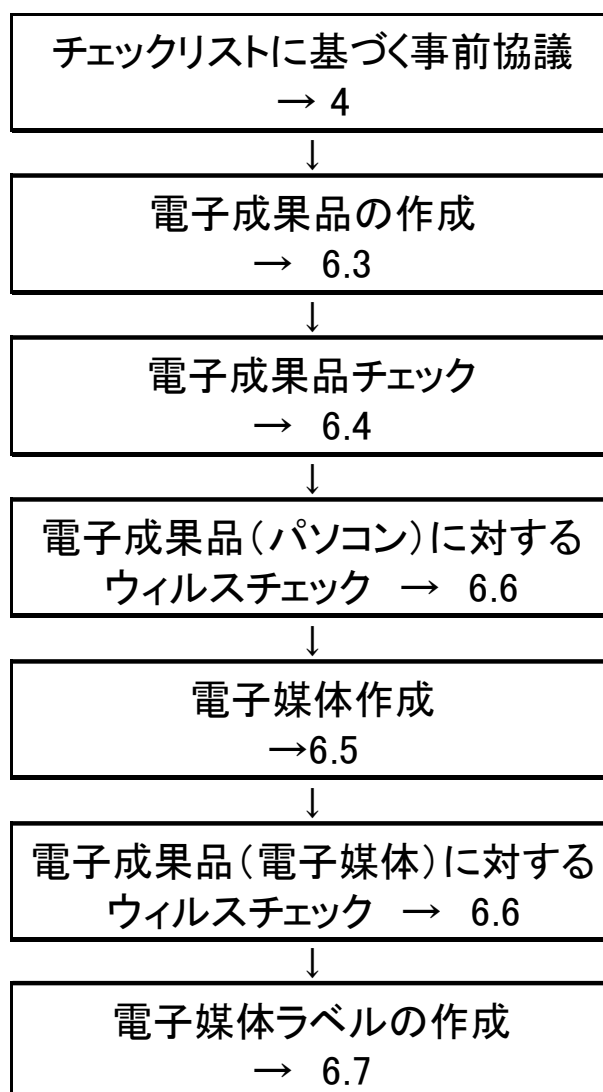 チェックリストに基づく事前協議
→ 4
↓
電子成果品の作成
→ 6.3
↓
電子成果品チェック
→ 6.4
↓
電子成果品（パソコン）に対する
ウィルスチェック → 6.6
↓
電子媒体作成
→6.5
↓
電子成果品（電子媒体）に対する
ウィルスチェック → 6.6
↓
電子媒体ラベルの作成
→ 6.7